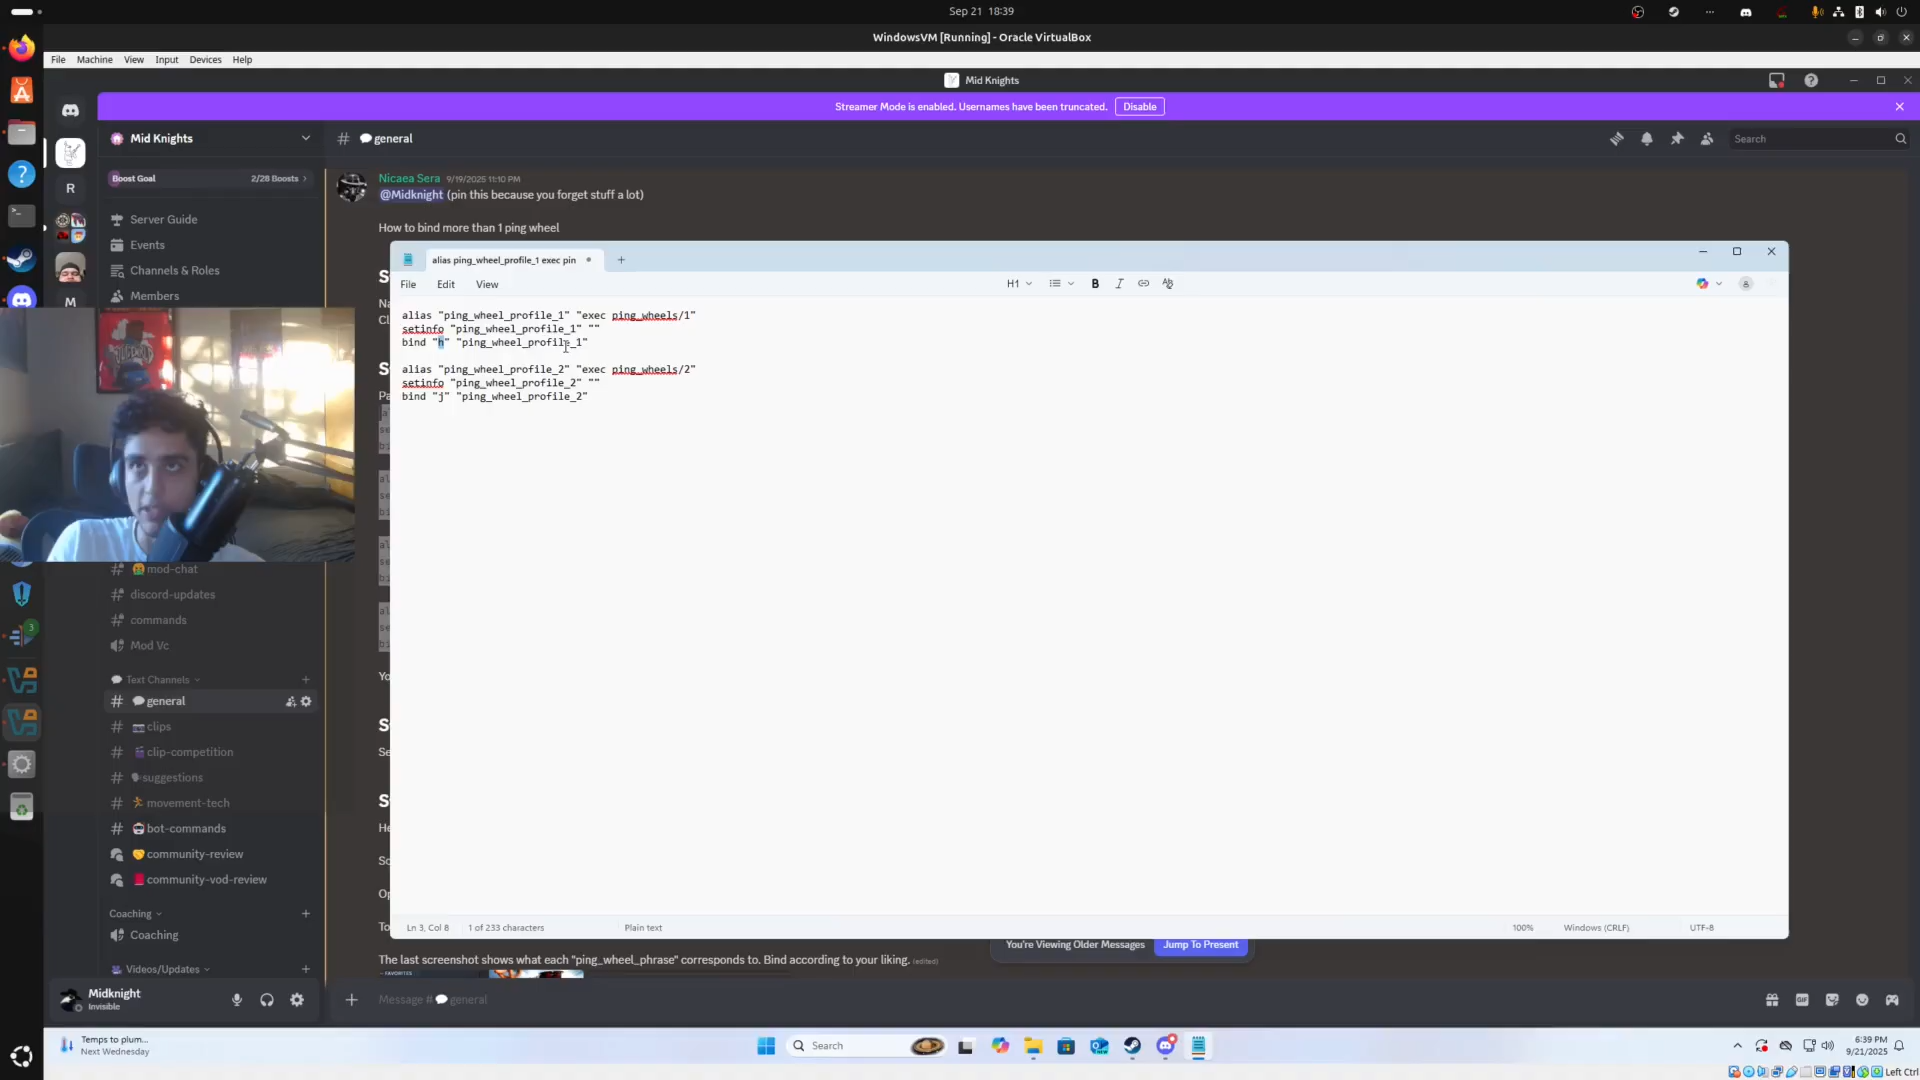 Sep 21 18:39
WindowsVM [Running] - Oracle VirtualBox
File Machine View Input Devices Help
Mid Knights
Streamer Mode is enabled. Usernames have been truncated. Disable
Mid Knights
# general
Search
Boost Goal 2/28 Boosts
R
Server Guide
Events
Channels & Roles
Members
M
Nicaea Sera 9/19/2025 11:10 PM
@Midknight (pin this because you forget stuff a lot)
How to bind more than 1 ping wheel
alias ping_wheel_profile_1 exec pin
File Edit View
H1
alias "ping_wheel_profile_1" "exec ping_wheels/1"
setinfo "ping_wheel_profile_1" ""
bind "h" "ping_wheel_profile_1"
alias "ping_wheel_profile_2" "exec ping_wheels/2"
setinfo "ping_wheel_profile_2" ""
bind "j" "ping_wheel_profile_2"
Ln 3, Col 8
1 of 233 characters
Plain text
100%
Windows (CRLF)
UTF-8
# mod-chat
# discord-updates
# commands
Mod Vc
Text Channels
# general
# clips
# clip-competition
# suggestions
# movement-tech
# bot-commands
community-review
community-vod-review
Coaching
Coaching
Videos/Updates
3
You're Viewing Older Messages Jump To Present
The last screenshot shows what each "ping_wheel_phrase" corresponds to. Bind according to your liking. (edited)
FAVORITES
Midknight
Invisible
Message # general
GIF
Temps to plum...
Next Wednesday
Search
6:39 PM
9/21/2025
Left Ctrl